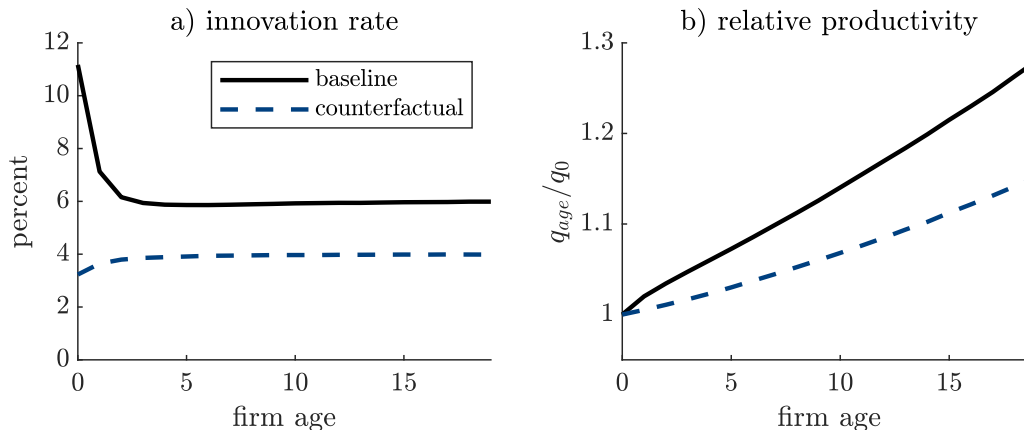 a) innovation rate
12
10
8
6
4
2
0
percent
baseline
counterfactual
0
5
10
15
firm age
b) relative productivity
1.3
1.2
1.1
1
q_age/q_0
0
5
10
15
firm age